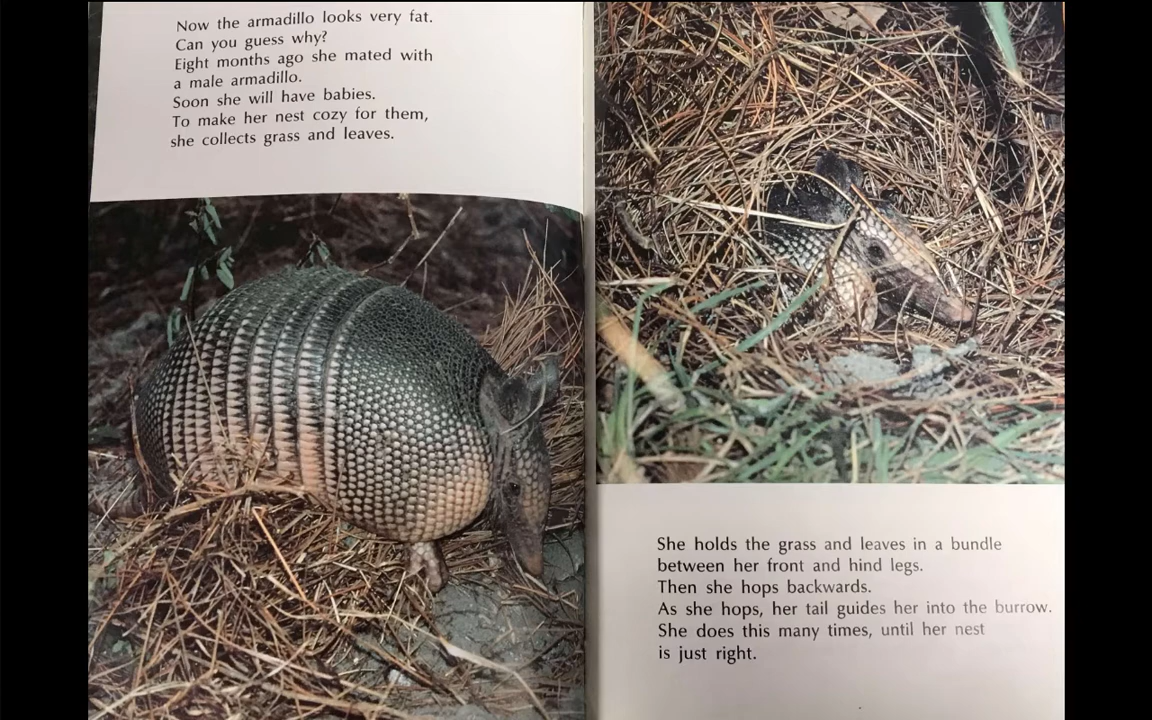 Now the armadillo looks very fat.
Can you guess why?
Eight months ago she mated with
a male armadillo.
Soon she will have babies.
To make her nest cozy for them,
she collects grass and leaves.
She holds the grass and leaves in a bundle
between her front and hind legs.
Then she hops backwards.
As she hops, her tail guides her into the burrow.
She does this many times, until her nest
is just right.